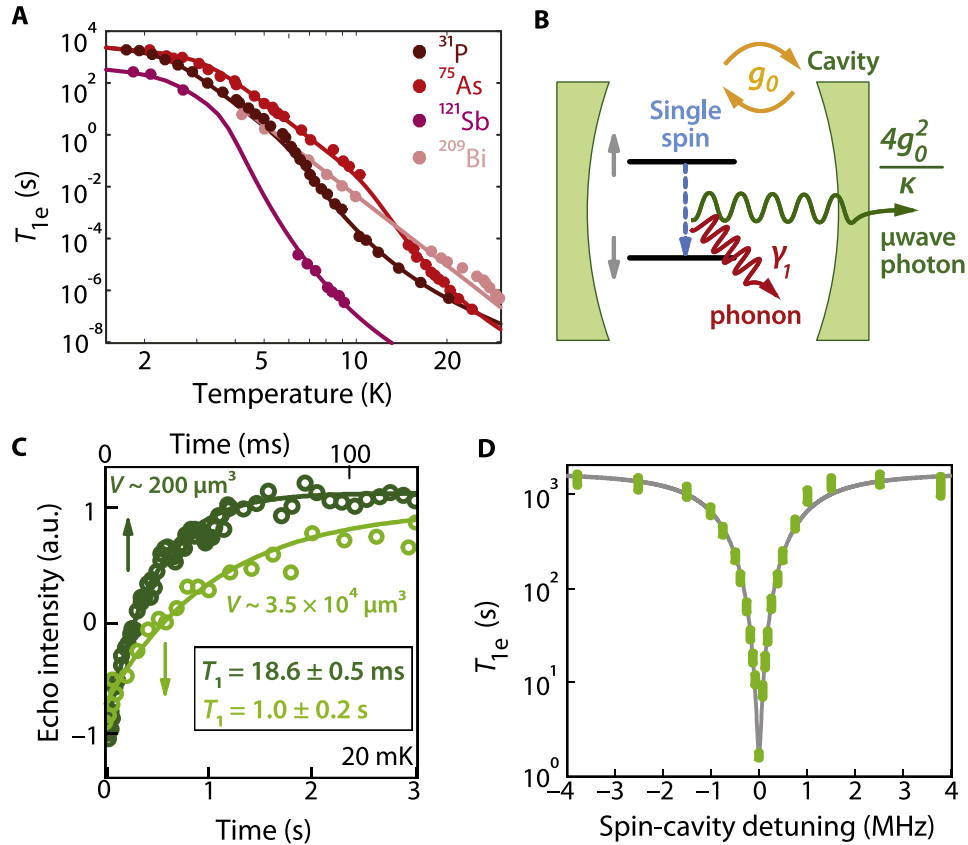 A
T1e (s)
10^4
10^2
10^0
10^−2
10^−4
10^−6
10^−8
31P
75As
121Sb
209Bi
2
5
10
20
Temperature (K)
B
g0
Cavity
Single
spin
4g0^2
κ
μwave
photon
γ1
phonon
C
Time (ms)
0
100
V ~ 200 μm^3
V ~ 3.5 × 10^4 μm^3
Echo intensity (a.u.)
1
0
−1
T1 = 18.6 ± 0.5 ms
T1 = 1.0 ± 0.2 s
20 mK
0
1
2
3
Time (s)
D
T1e (s)
10^3
10^2
10^1
10^0
−4
−3
−2
−1
0
1
2
3
4
Spin-cavity detuning (MHz)